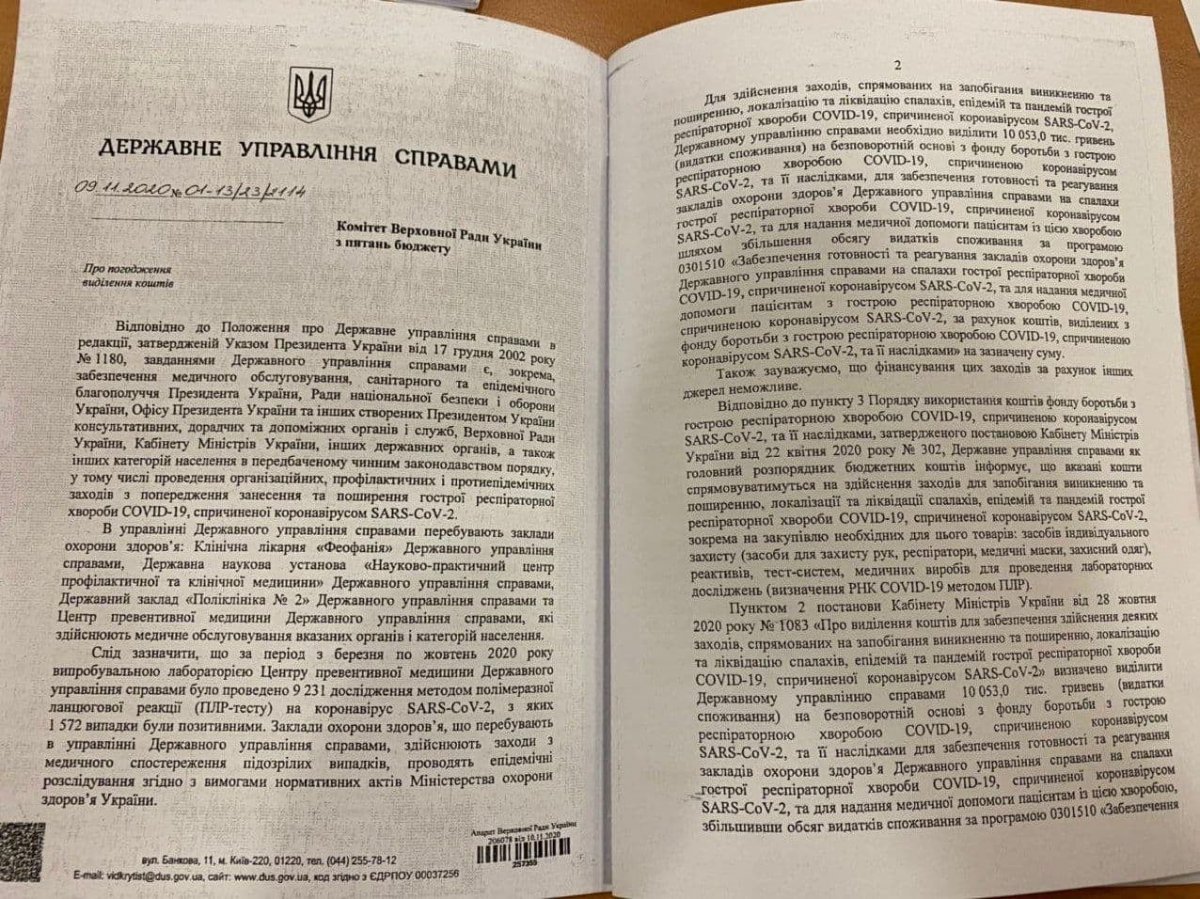 ДЕРЖАВНЕ УПРАВЛІННЯ СПРАВАМИ
09.11.2020 № 01-13/23/2114
Комітет Верховної Ради України
з питань бюджету
Про погодження
виділення коштів
Відповідно до Положення про Державне управління справами в
редакції, затвердженій Указом Президента України від 17 грудня 2002 року
№ 1180, завданнями Державного управління справами є, зокрема,
забезпечення медичного обслуговування, санітарного та епідемічного
благополуччя Президента України, Ради національної безпеки і оборони
України, Офісу Президента України та інших створених Президентом України
консультативних, дорадчих та допоміжних органів і служб, Верховної Ради
України, Кабінету Міністрів України, інших державних органів, а також
інших категорій населення в передбаченому чинним законодавством порядку,
у тому числі проведення організаційних, профілактичних і протиепідемічних
заходів з попередження занесення та поширення гострої респіраторної
хвороби COVID-19, спричиненої коронавірусом SARS-CoV-2.
В управлінні Державного управління справами перебувають заклади
охорони здоров’я: Клінічна лікарня «Феофанія» Державного управління
справами, Державна наукова установа «Науково-практичний центр
профілактичної та клінічної медицини» Державного управління справами,
Державний заклад «Поліклініка № 2» Державного управління справами та
Центр превентивної медицини Державного управління справами, які
здійснюють медичне обслуговування вказаних органів і категорій населення.
Слід зазначити, що за період з березня по жовтень 2020 року
випробувальною лабораторією Центру превентивної медицини Державного
управління справами було проведено 9 231 дослідження методом полімеразної
ланцюгової реакції (ПЛР-тесту) на коронавірус SARS-CoV-2, з яких
1 572 випадки були позитивними. Заклади охорони здоров’я, що перебувають
в управлінні Державного управління справами, здійснюють заходи з
медичного спостереження підозрілих випадків, проводять епідемічні
розслідування згідно з вимогами нормативних актів Міністерства охорони
здоров’я України.
вул. Банкова, 11, м. Київ-220, 01220, тел. (044) 255-78-12
E-mail: vidkrytist@dus.gov.ua, сайт: www.dus.gov.ua, код згідно з ЄДРПОУ 00037256
Апарат Верховної Ради України
206078 від 10.11.2020
257355
2
Для здійснення заходів, спрямованих на запобігання виникненню та
поширенню, локалізацію та ліквідацію спалахів, епідемій та пандемій гострої
респіраторної хвороби COVID-19, спричиненої коронавірусом SARS-CoV-2,
Державному управлінню справами необхідно виділити 10 053,0 тис. гривень
(видатки споживання) на безповоротній основі з фонду боротьби з гострою
респіраторною хворобою COVID-19, спричиненою коронавірусом
SARS-CoV-2, та її наслідками, для забезпечення готовності та реагування
закладів охорони здоров’я Державного управління справами на спалахи
гострої респіраторної хвороби COVID-19, спричиненої коронавірусом
SARS-CoV-2, та для надання медичної допомоги пацієнтам із цією хворобою
шляхом збільшення обсягу видатків споживання за програмою
0301510 «Забезпечення готовності та реагування закладів охорони здоров’я
Державного управління справами на спалахи гострої респіраторної хвороби
COVID-19, спричиненої коронавірусом SARS-CoV-2, та для надання медичної
допомоги пацієнтам з гострою респіраторною хворобою COVID-19,
спричиненою коронавірусом SARS-CoV-2, за рахунок коштів, виділених з
фонду боротьби з гострою респіраторною хворобою COVID-19, спричиненою
коронавірусом SARS-CoV-2, та її наслідками» на зазначену суму.
Також зауважуємо, що фінансування цих заходів за рахунок інших
джерел неможливе.
Відповідно до пункту 3 Порядку використання коштів фонду боротьби з
гострою респіраторною хворобою COVID-19, спричиненою коронавірусом
SARS-CoV-2, та її наслідками, затвердженого постановою Кабінету Міністрів
України від 22 квітня 2020 року № 302, Державне управління справами як
головний розпорядник бюджетних коштів інформує, що вказані кошти
спрямовуватимуться на здійснення заходів для запобігання виникненню та
поширенню, локалізації та ліквідації спалахів, епідемій та пандемій гострої
респіраторної хвороби COVID-19, спричиненої коронавірусом SARS-CoV-2,
зокрема на закупівлю необхідних для цього товарів: засобів індивідуального
захисту (засоби для захисту рук, респіратори, медичні маски, захисний одяг),
реактивів, тест-систем, медичних виробів для проведення лабораторних
досліджень (визначення РНК COVID-19 методом ПЛР).
Пунктом 2 постанови Кабінету Міністрів України від 28 жовтня
2020 року № 1083 «Про виділення коштів для забезпечення здійснення деяких
заходів, спрямованих на запобігання виникненню та поширенню, локалізацію
та ліквідацію спалахів, епідемій та пандемій гострої респіраторної хвороби
COVID-19, спричиненої коронавірусом SARS-CoV-2» визначено виділити
Державному управлінню справами 10 053,0 тис. гривень (видатки
споживання) на безповоротній основі з фонду боротьби з гострою
респіраторною хворобою COVID-19, спричиненою коронавірусом
SARS-CoV-2, та її наслідками для забезпечення готовності та реагування
закладів охорони здоров’я Державного управління справами на спалахи
гострої респіраторної хвороби COVID-19, спричиненої коронавірусом
SARS-CoV-2, та для надання медичної допомоги пацієнтам із цією хворобою,
збільшивши обсяг видатків споживання за програмою 0301510 «Забезпечення